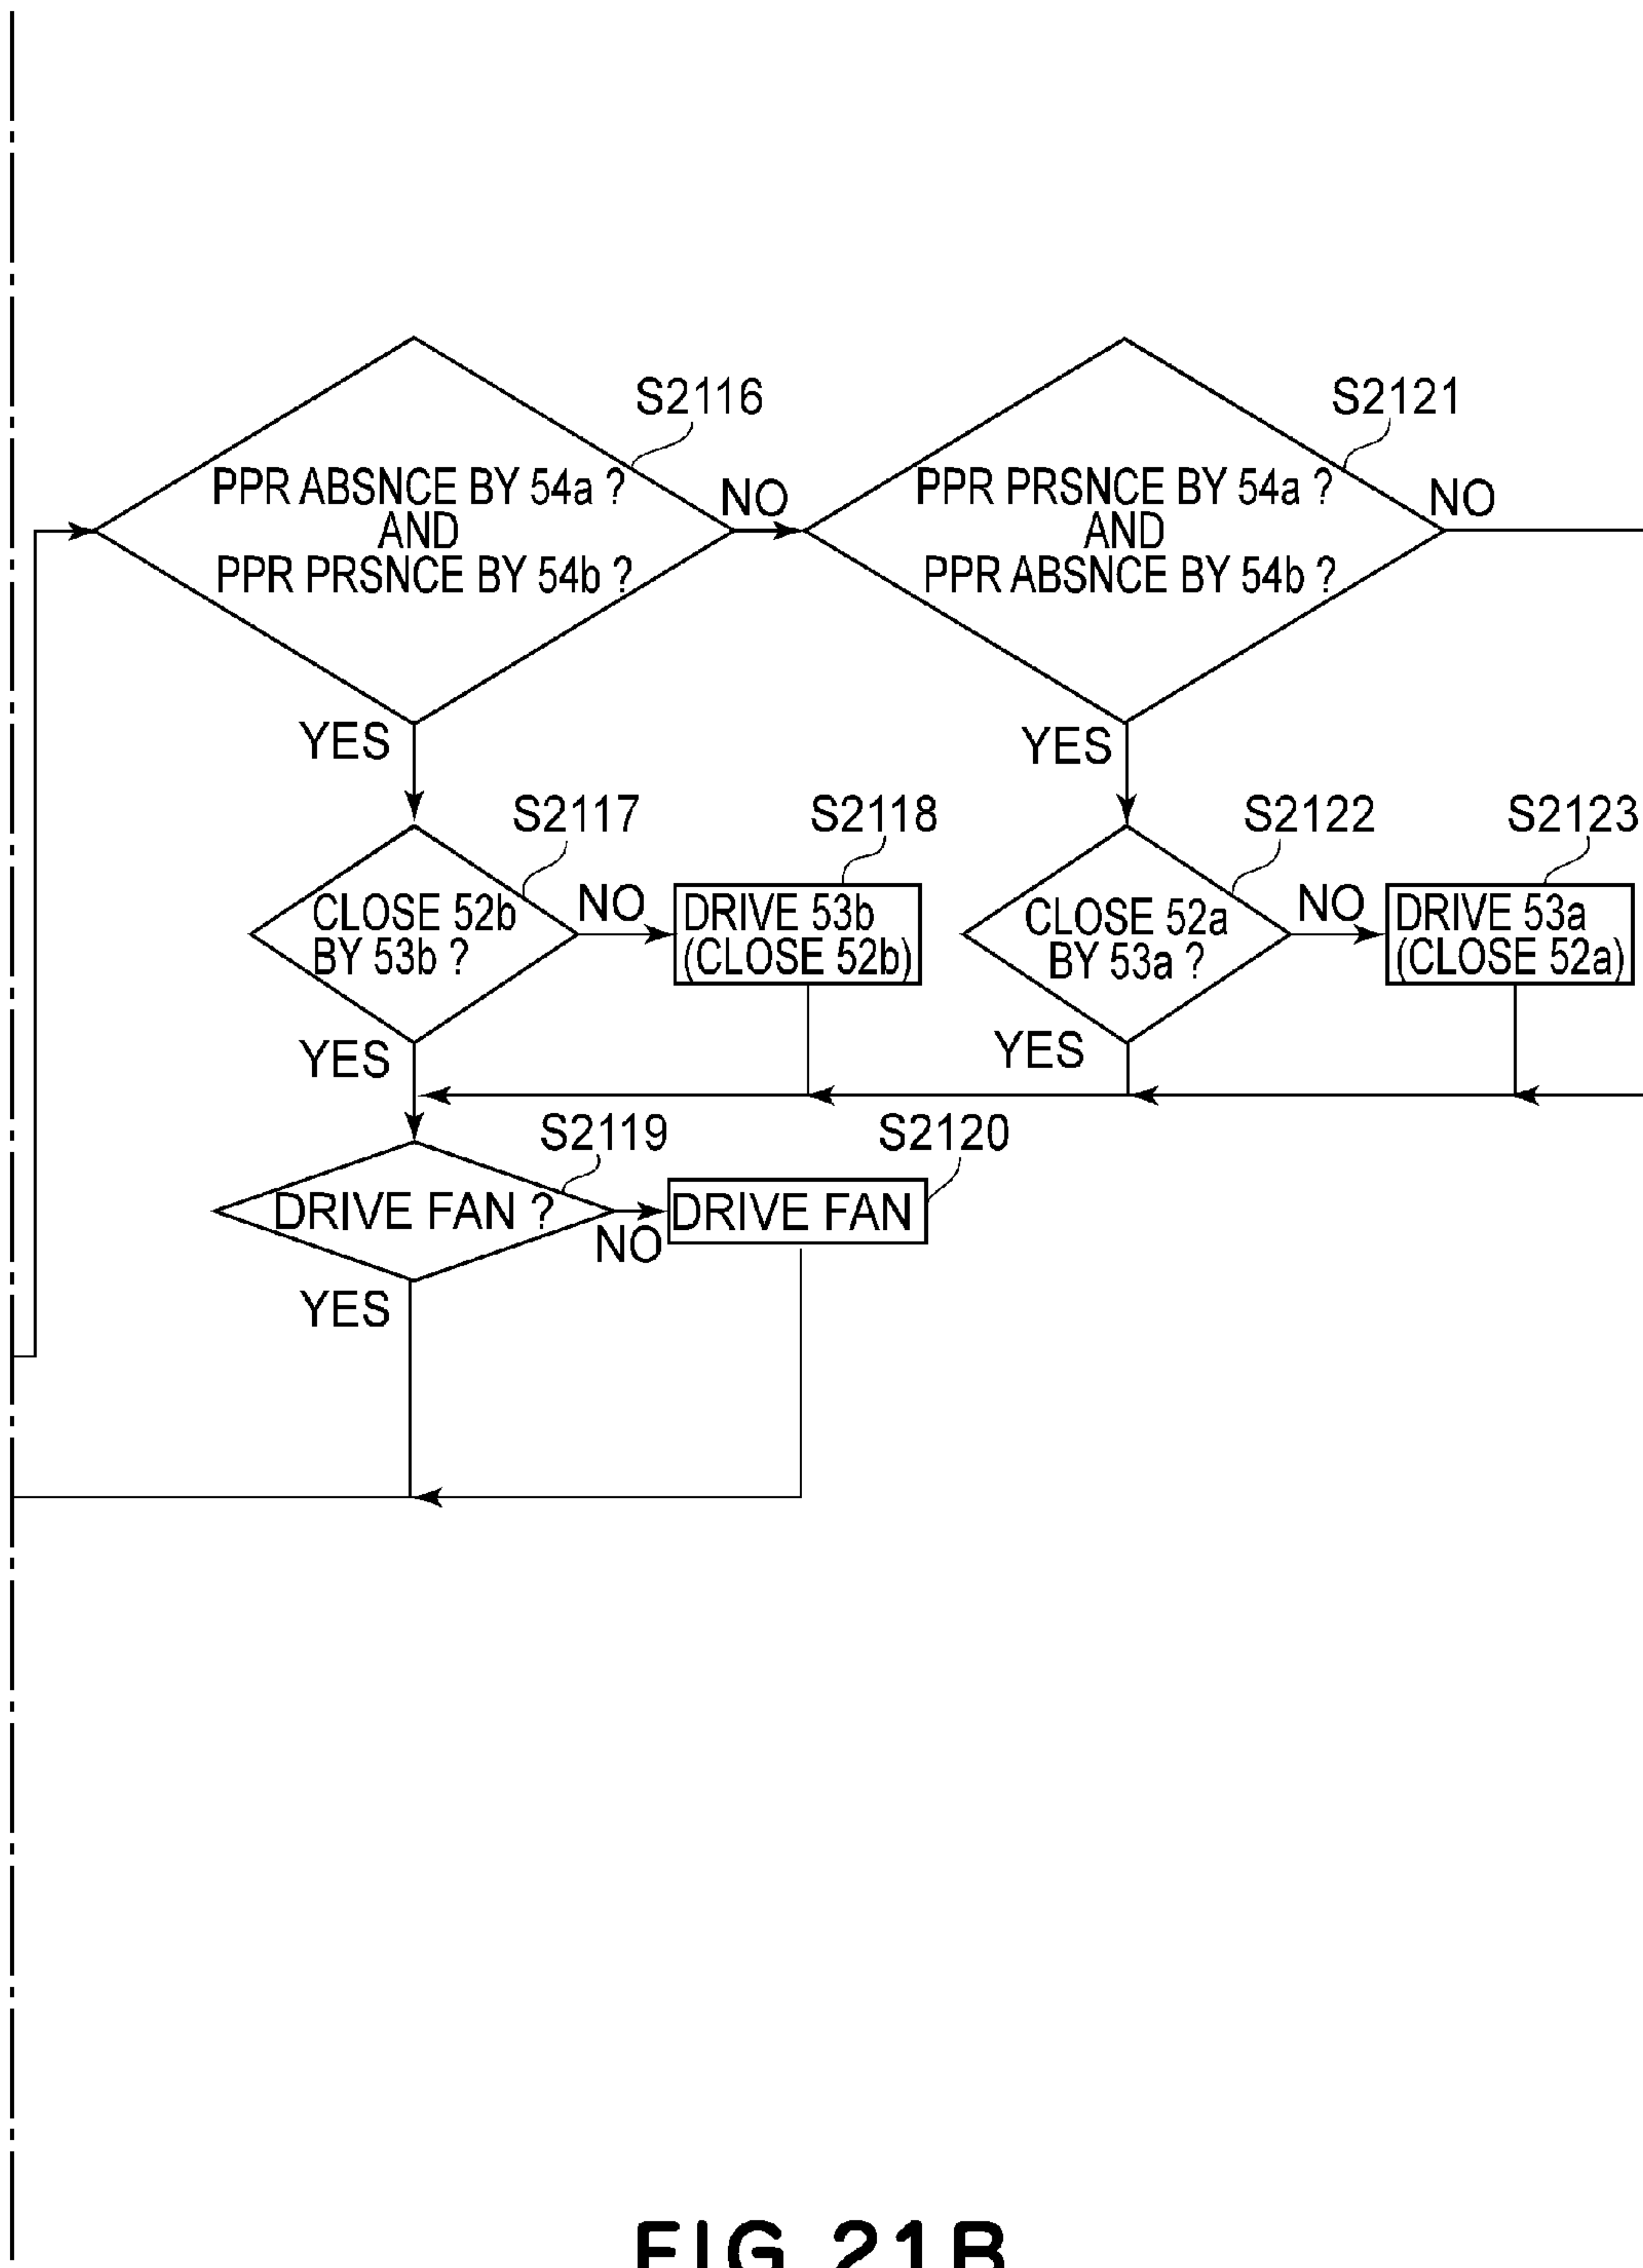 S2116
PPR ABSNCE BY 54a ?
AND
PPR PRSNCE BY 54b ?
NO
YES
S2121
PPR PRSNCE BY 54a ?
AND
PPR ABSNCE BY 54b ?
NO
YES
S2117
CLOSE 52b
BY 53b ?
NO
YES
S2118
DRIVE 53b
(CLOSE 52b)
S2122
CLOSE 52a
BY 53a ?
NO
YES
S2123
DRIVE 53a
(CLOSE 52a)
S2119
DRIVE FAN ?
NO
YES
S2120
DRIVE FAN
FIG. 21B